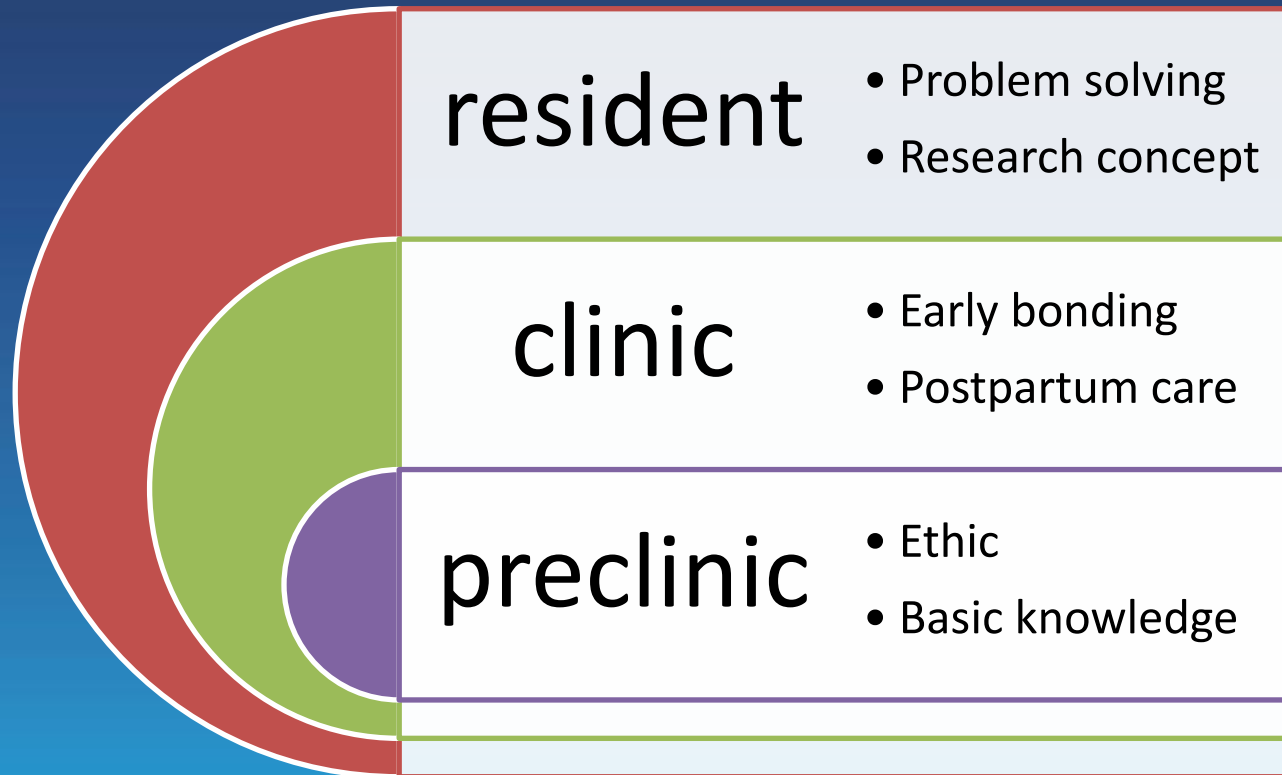 resident
• Problem solving
• Research concept
clinic
• Early bonding
• Postpartum care
preclinic
• Ethic
• Basic knowledge